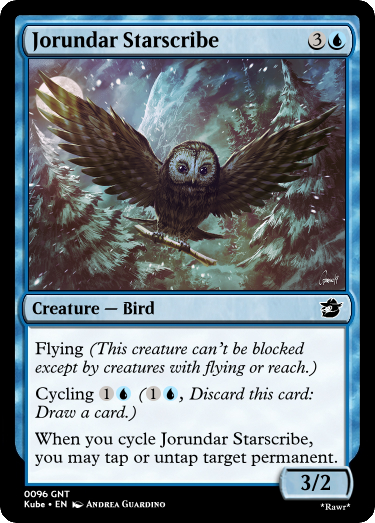 Jorundar Starscribe 3
Creature — Bird
Flying (This creature can't be blocked
except by creatures with flying or reach.)
Cycling 1 (1, Discard this card:
Draw a card.)
When you cycle Jorundar Starscribe,
you may tap or untap target permanent.
3/2
0096 GNT
Kube • EN Andrea Guardino
*Rawr*